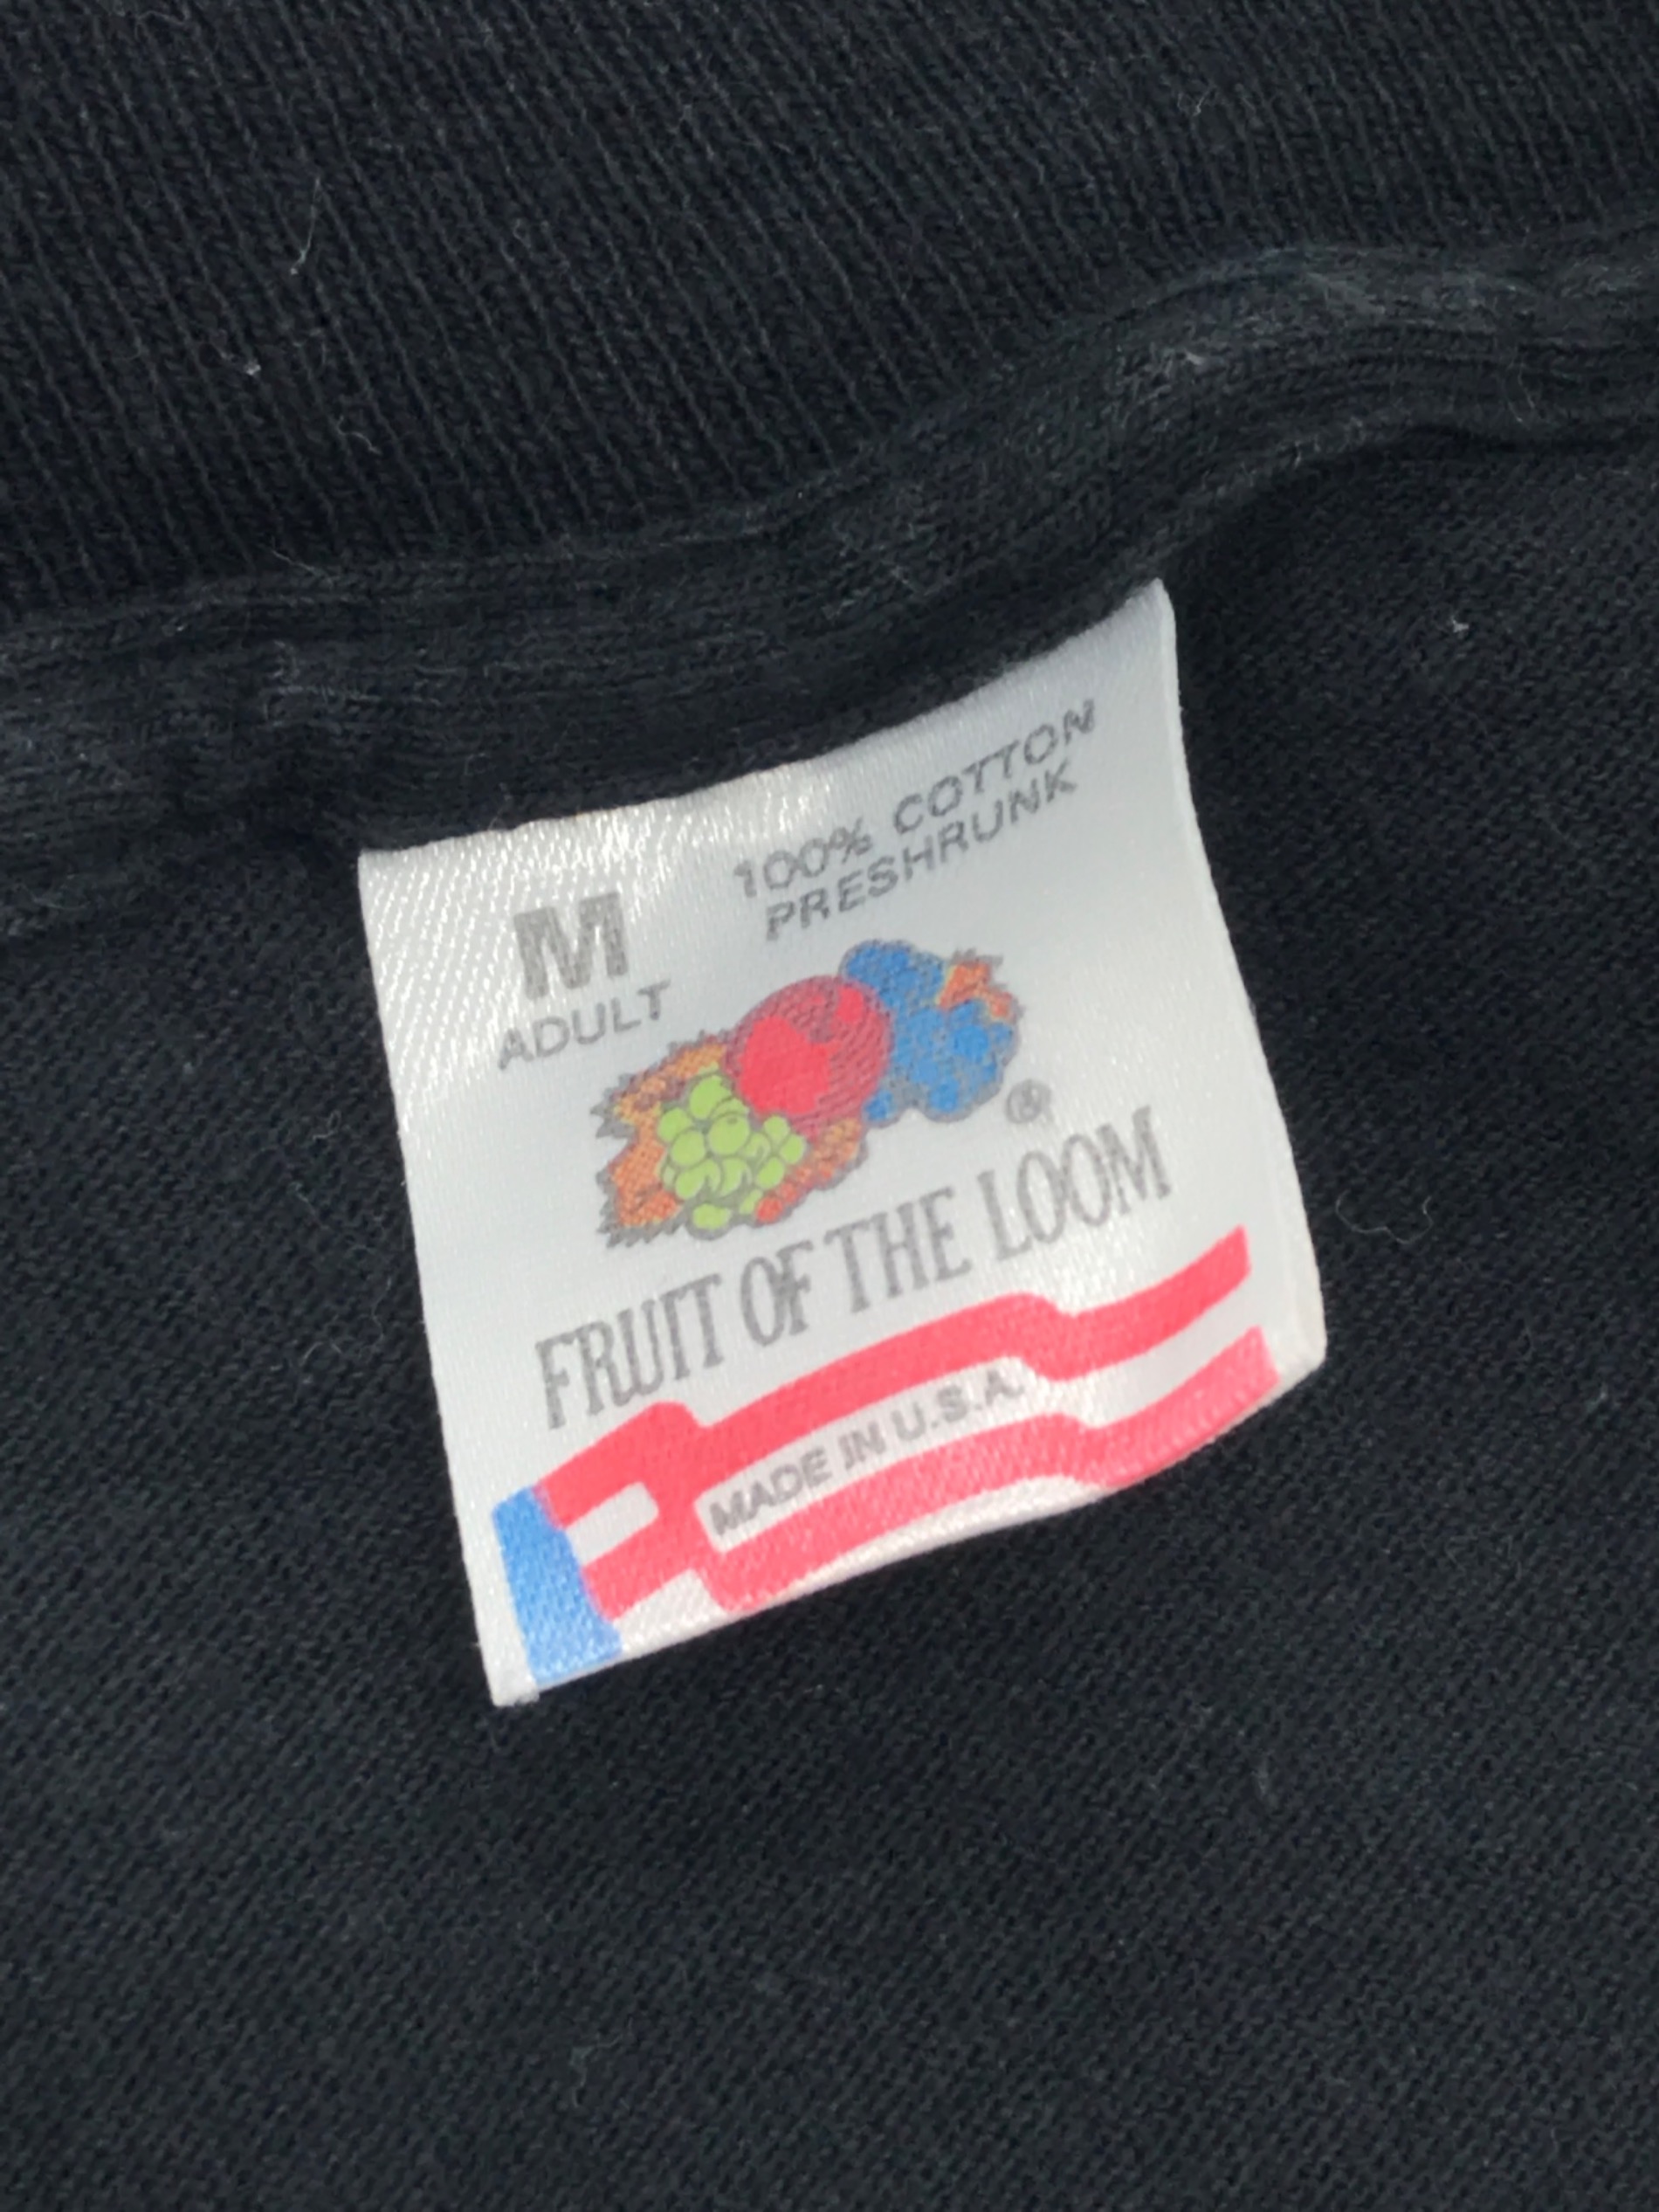 100% COTTON
PRESHRUNK
M
ADULT
®
FRUIT OF THE LOOM
MADE IN U.S.A.